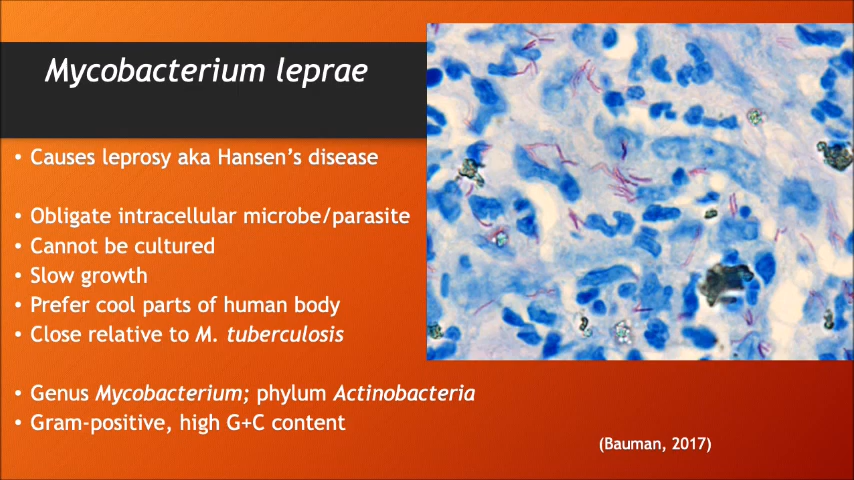 Mycobacterium leprae
• Causes leprosy aka Hansen’s disease
• Obligate intracellular microbe/parasite
• Cannot be cultured
• Slow growth
• Prefer cool parts of human body
• Close relative to M. tuberculosis
• Genus Mycobacterium; phylum Actinobacteria
• Gram-positive, high G+C content
(Bauman, 2017)